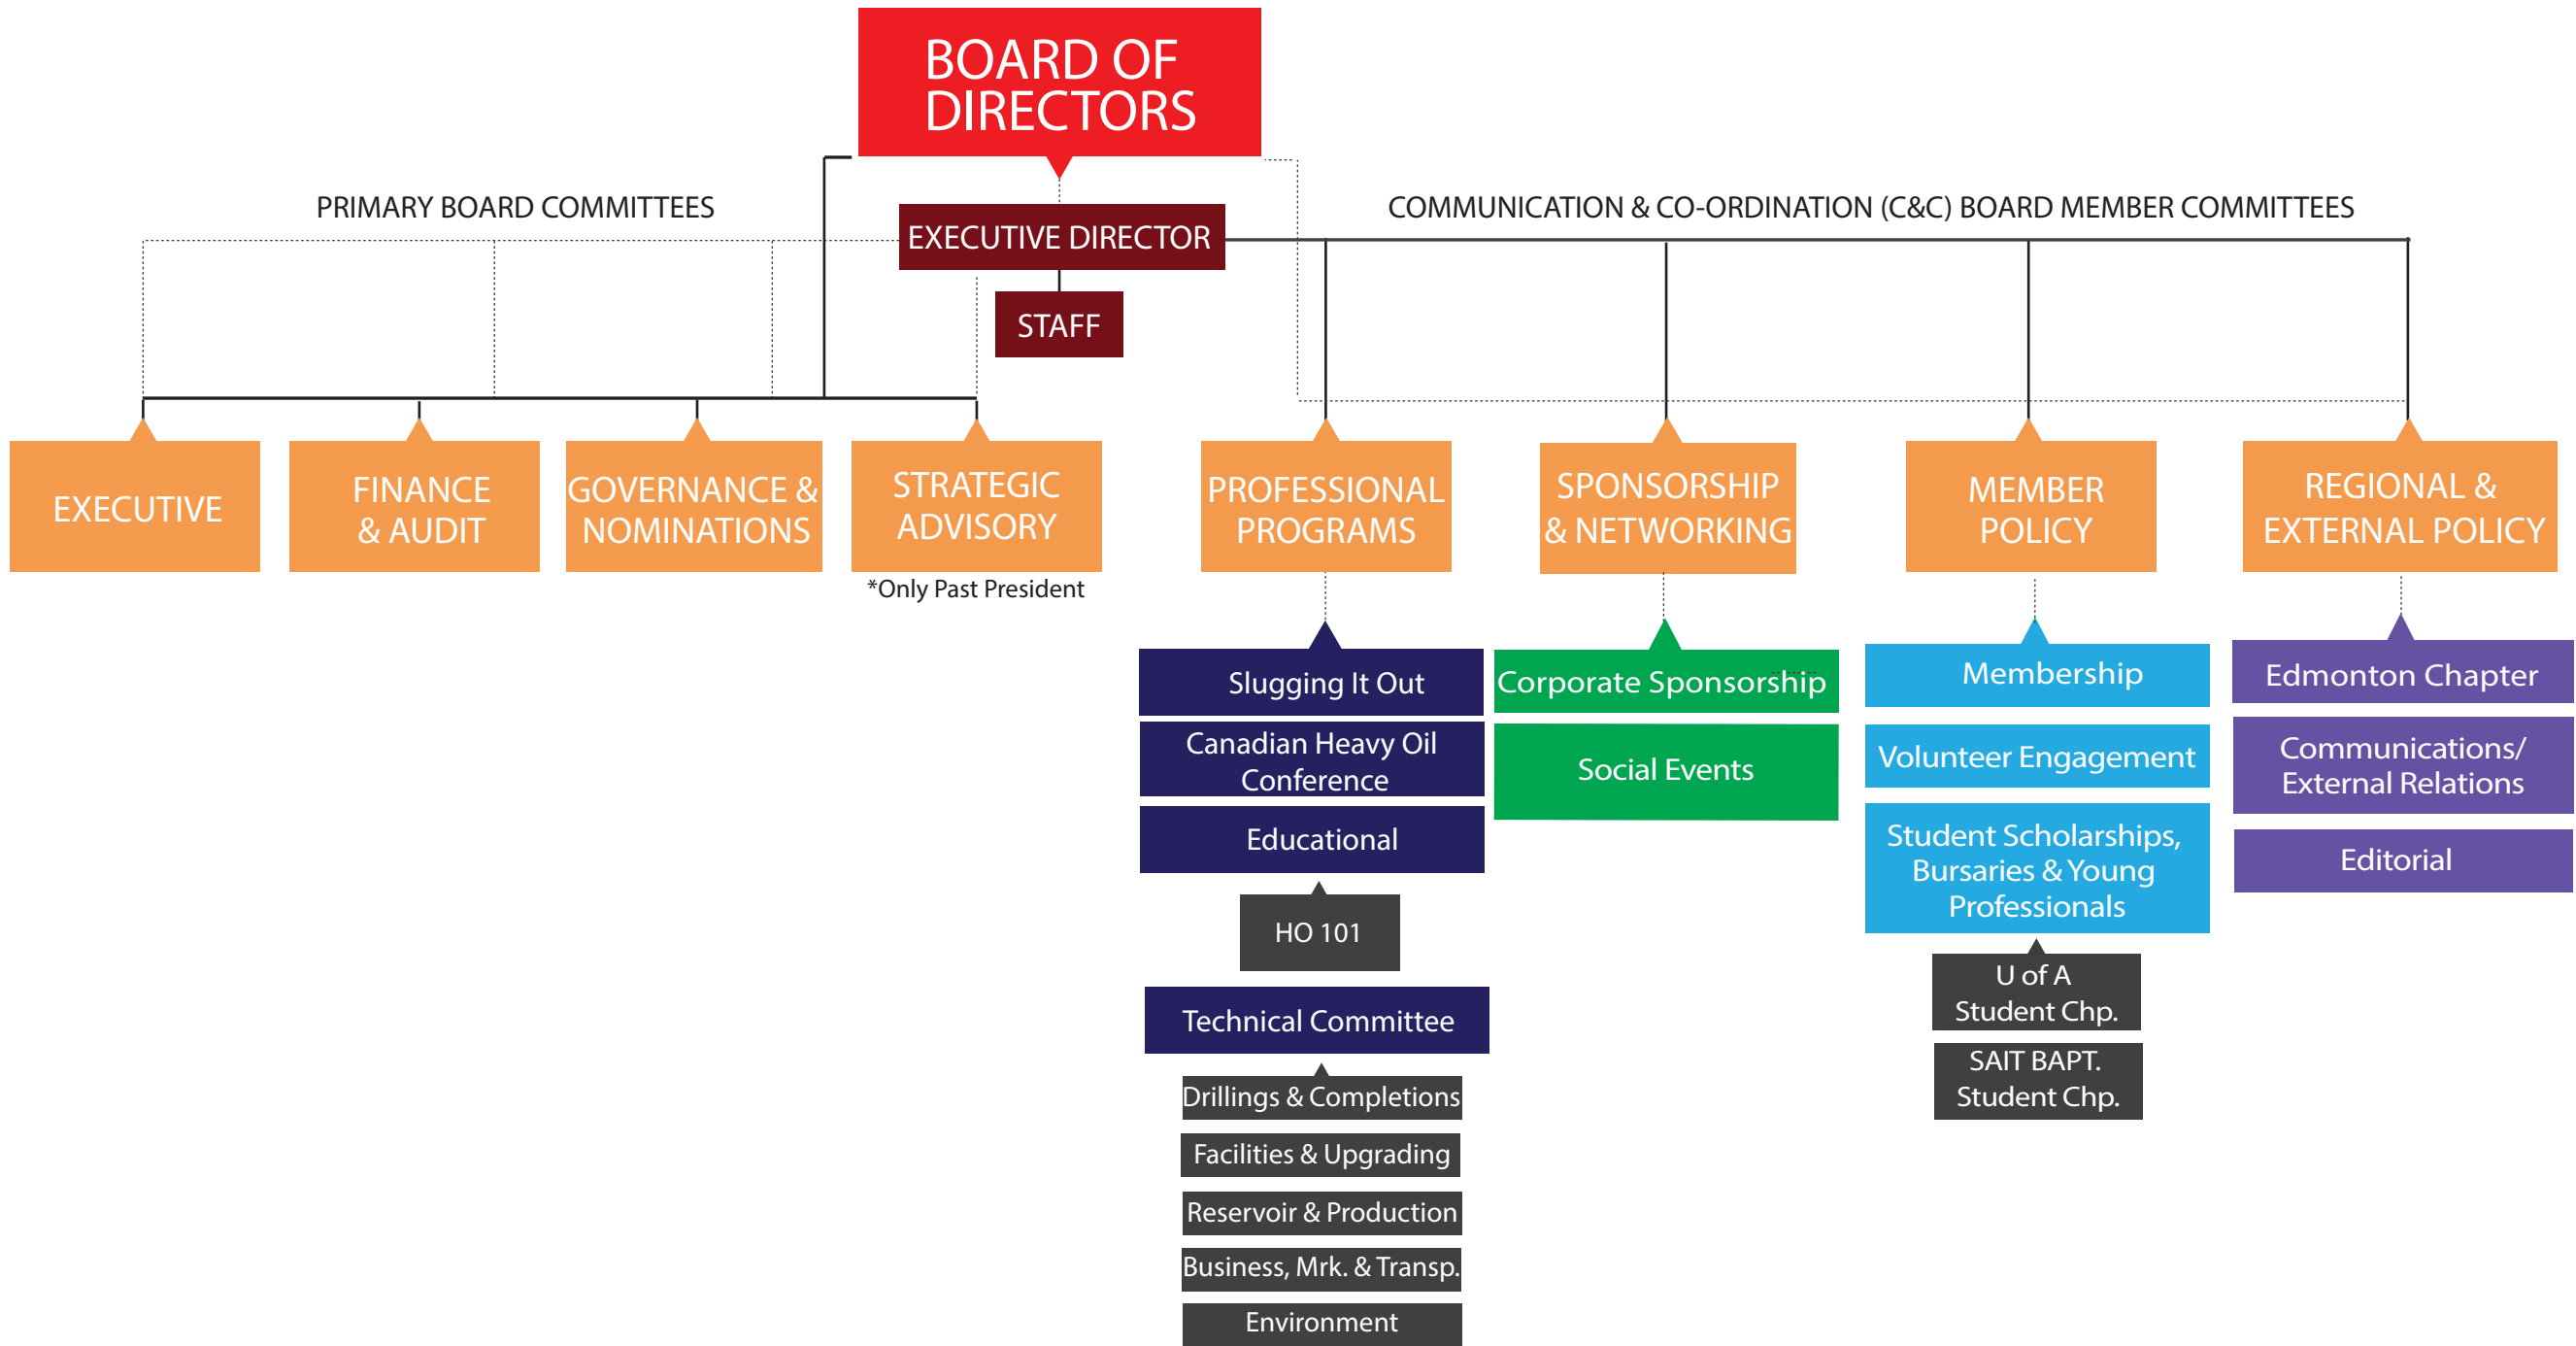 BOARD OF
DIRECTORS
PRIMARY BOARD COMMITTEES
COMMUNICATION & CO-ORDINATION (C&C) BOARD MEMBER COMMITTEES
EXECUTIVE DIRECTOR
STAFF
EXECUTIVE
FINANCE
& AUDIT
GOVERNANCE &
NOMINATIONS
STRATEGIC
ADVISORY
*Only Past President
PROFESSIONAL
PROGRAMS
SPONSORSHIP
& NETWORKING
MEMBER
POLICY
REGIONAL &
EXTERNAL POLICY
Slugging It Out
Canadian Heavy Oil
Conference
Educational
HO 101
Technical Committee
Drillings & Completions
Facilities & Upgrading
Reservoir & Production
Business, Mrk. & Transp.
Environment
Corporate Sponsorship
Social Events
Membership
Volunteer Engagement
Student Scholarships,
Bursaries & Young
Professionals
U of A
Student Chp.
SAIT BAPT.
Student Chp.
Edmonton Chapter
Communications/
External Relations
Editorial